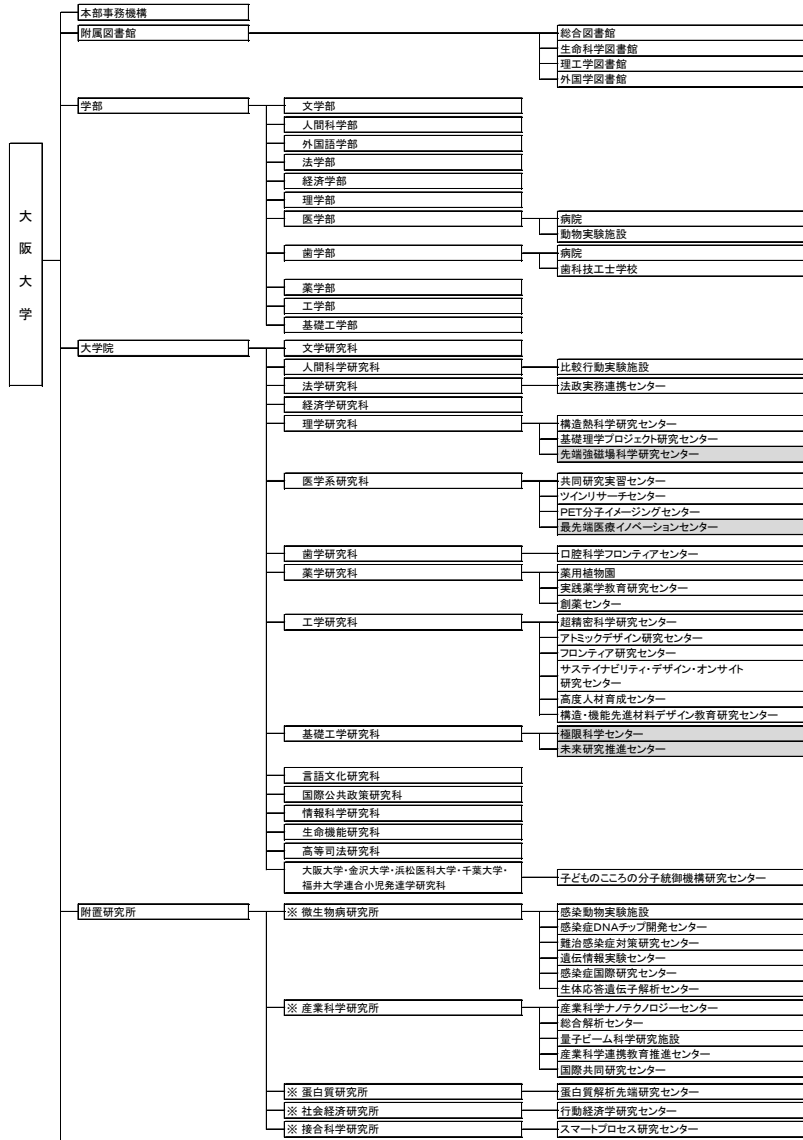 本部事務機構
附属図書館
総合図書館
生命科学図書館
理工学図書館
外国学図書館
学部
文学部
人間科学部
外国語学部
法学部
経済学部
理学部
医学部
病院
動物実験施設
歯学部
病院
歯科技工士学校
薬学部
工学部
基礎工学部
大阪大学
大学院
文学研究科
人間科学研究科
比較行動実験施設
法学研究科
法政実務連携センター
経済学研究科
理学研究科
構造熱科学研究センター
基礎理学プロジェクト研究センター
先端強磁場科学研究センター
医学系研究科
共同研究実習センター
ツインリサーチセンター
PET分子イメージングセンター
最先端医療イノベーションセンター
歯学研究科
口腔科学フロンティアセンター
薬学研究科
薬用植物園
実践薬学教育研究センター
創薬センター
工学研究科
超精密科学研究センター
アトミックデザイン研究センター
フロンティア研究センター
サステイナビリティ・デザイン・オンサイト
研究センター
高度人材育成センター
構造・機能先進材料デザイン教育研究センター
基礎工学研究科
極限科学センター
未来研究推進センター
言語文化研究科
国際公共政策研究科
情報科学研究科
生命機能研究科
高等司法研究科
大阪大学・金沢大学・浜松医科大学・千葉大学・
福井大学連合小児発達学研究科
子どものこころの分子統御機構研究センター
附置研究所
※ 微生物病研究所
感染動物実験施設
感染症DNAチップ開発センター
難治感染症対策研究センター
遺伝情報実験センター
感染症国際研究センター
生体応答遺伝子解析センター
※ 産業科学研究所
産業科学ナノテクノロジーセンター
総合解析センター
量子ビーム科学研究施設
産業科学連携教育推進センター
国際共同研究センター
※ 蛋白質研究所
蛋白質解析先端研究センター
※ 社会経済研究所
行動経済学研究センター
※ 接合科学研究所
スマートプロセス研究センター